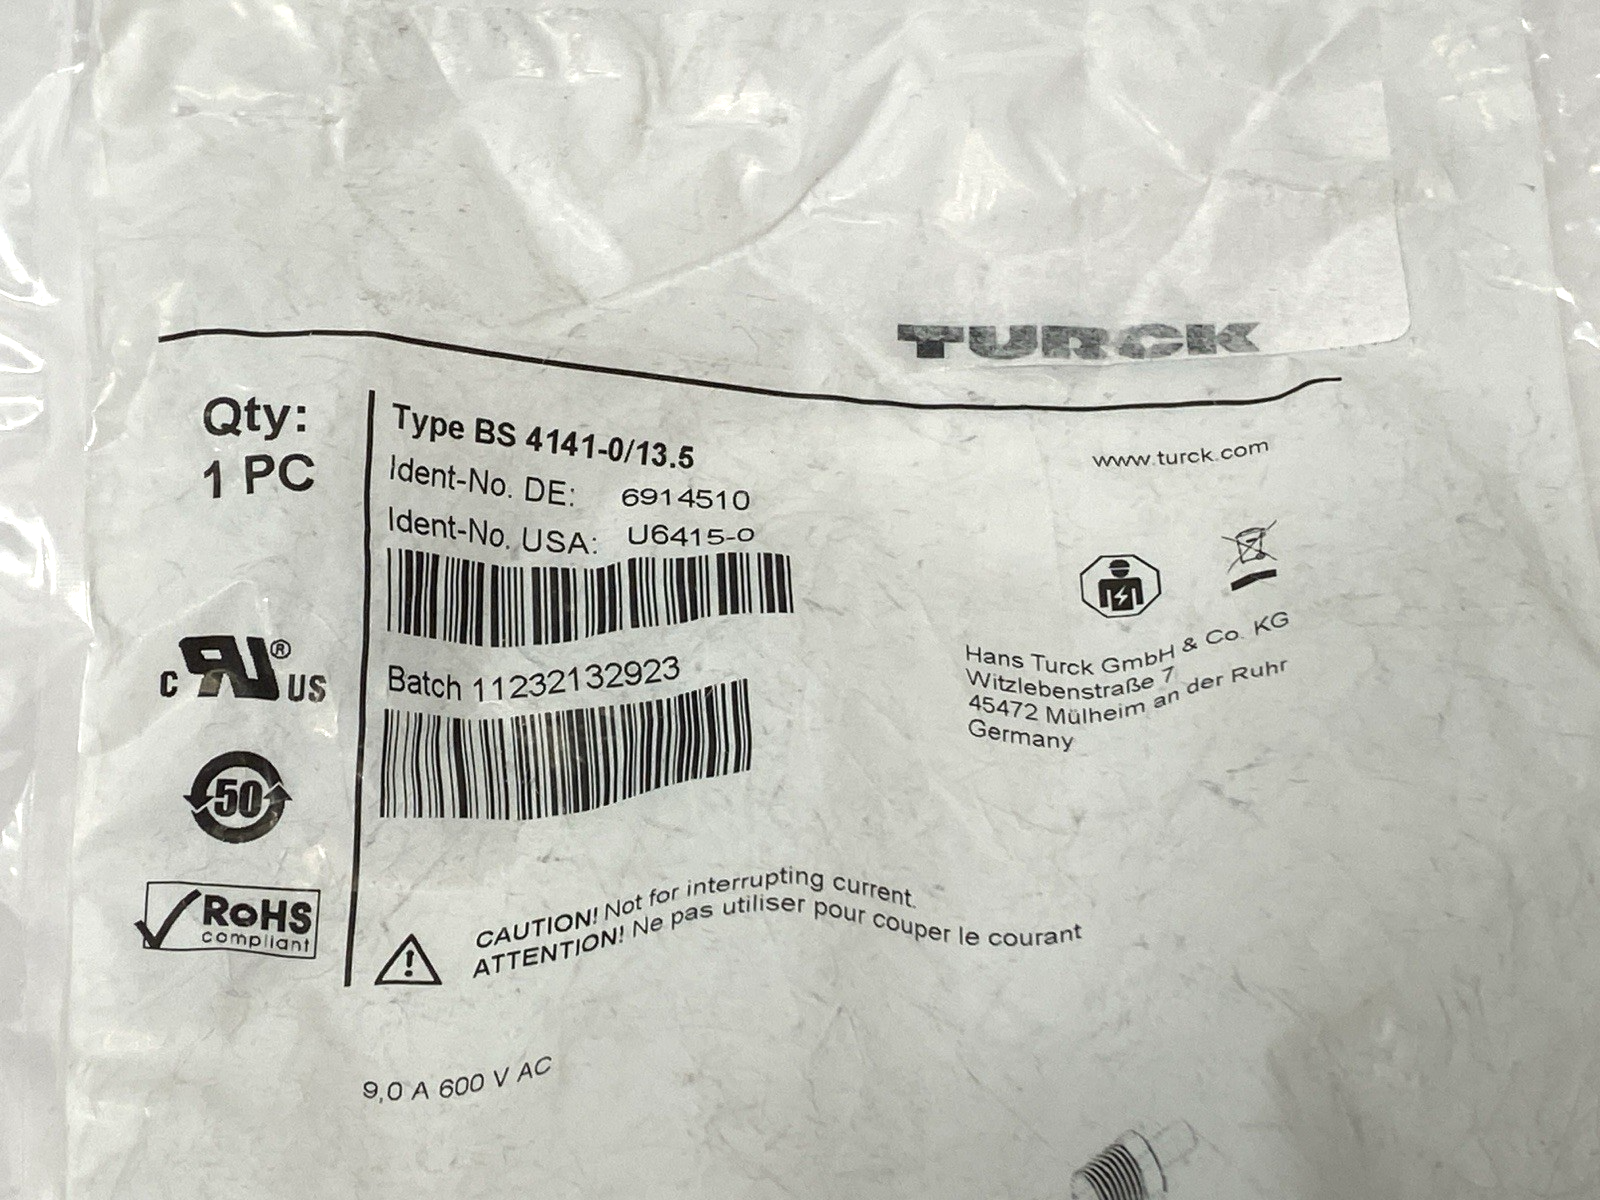 TURCK
Qty:
1 PC
Type BS 4141-0/13.5
Ident-No. DE: 6914510
Ident-No. USA: U6415-0
www.turck.com
Batch 11232132923
Hans Turck GmbH & Co. KG
Witzlebenstraße 7
45472 Mülheim an der Ruhr
Germany
C RU ® US
50
RoHS
compliant
CAUTION! Not for interrupting current.
ATTENTION! Ne pas utiliser pour couper le courant
9,0 A 600 V AC